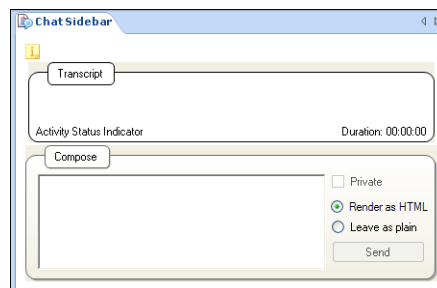 Chat Sidebar
Transcript
Activity Status Indicator Duration: 00:00:00
Compose
Private
Render as HTML
Leave as plain
Send